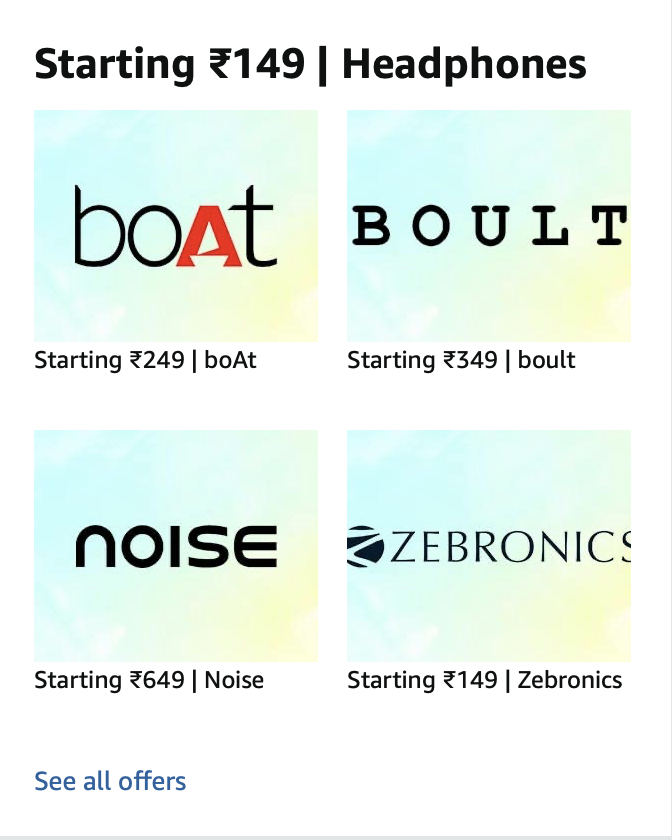 Starting ₹149 | Headphones
boAt
BOULT
Starting ₹249 | boAt
Starting ₹349 | boult
NOISE
ZEBRONICS
Starting ₹649 | Noise
Starting ₹149 | Zebronics
See all offers